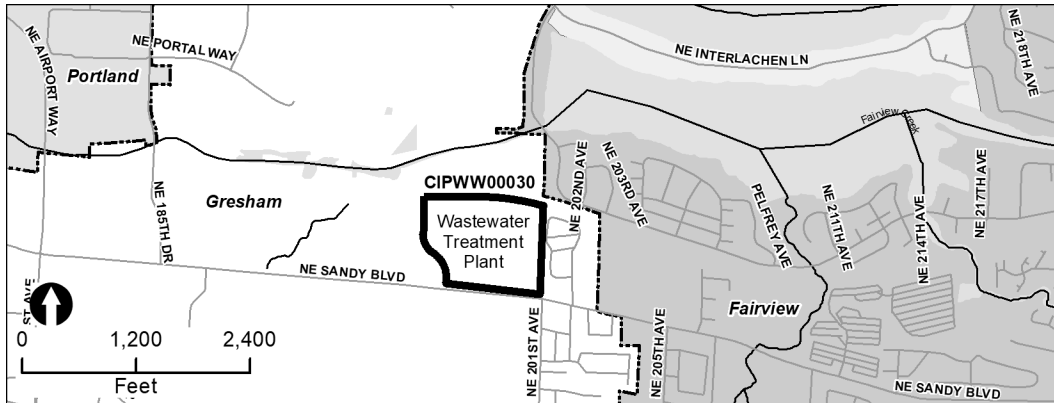 NE AIRPORT WAY
NE PORTAL WAY
Portland
NE INTERLACHEN LN
NE 218TH AVE
Fairview Creek
NE 185TH DR
Gresham
CIPWW00030
Wastewater
Treatment
Plant
NE 202ND AVE
NE 203RD AVE
PELFREY AVE
NE 211TH AVE
NE 214TH AVE
NE 217TH AVE
NE SANDY BLVD
ST AVE
Fairview
0 1,200 2,400
Feet
NE 201ST AVE
NE 205TH AVE
NE SANDY BLVD